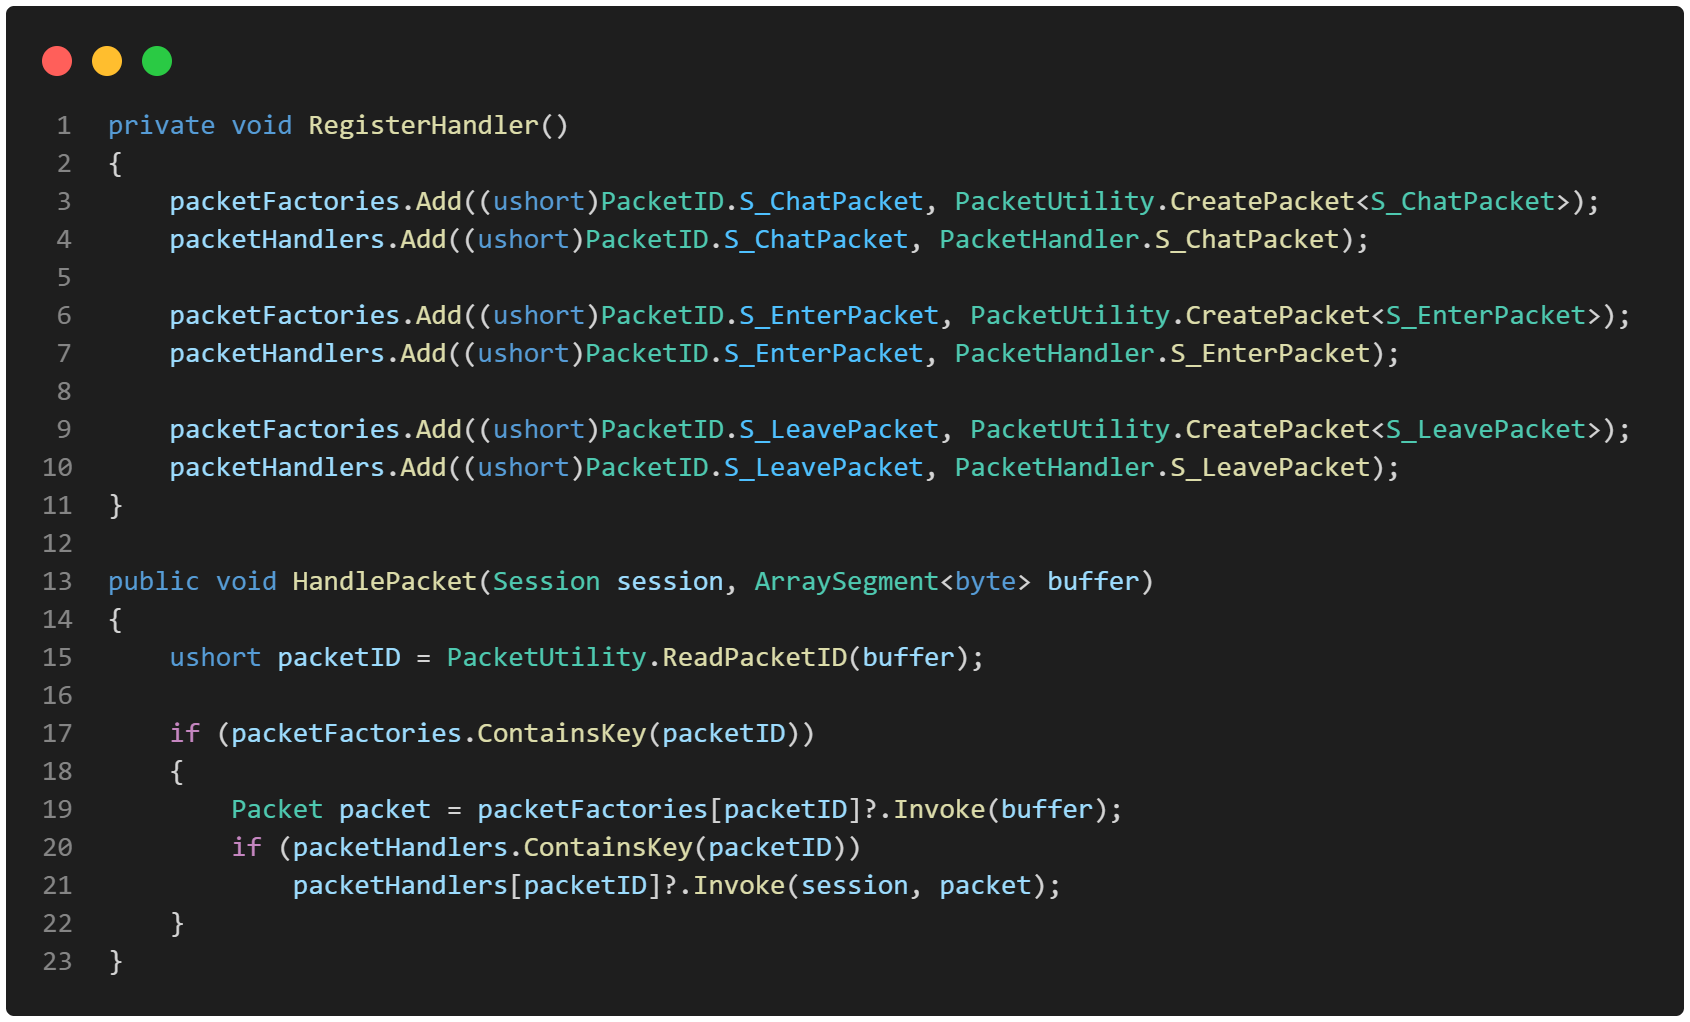 1 private void RegisterHandler()
2 {
3     packetFactories.Add((ushort)PacketID.S_ChatPacket, PacketUtility.CreatePacket<S_ChatPacket>);
4     packetHandlers.Add((ushort)PacketID.S_ChatPacket, PacketHandler.S_ChatPacket);
5
6     packetFactories.Add((ushort)PacketID.S_EnterPacket, PacketUtility.CreatePacket<S_EnterPacket>);
7     packetHandlers.Add((ushort)PacketID.S_EnterPacket, PacketHandler.S_EnterPacket);
8
9     packetFactories.Add((ushort)PacketID.S_LeavePacket, PacketUtility.CreatePacket<S_LeavePacket>);
10     packetHandlers.Add((ushort)PacketID.S_LeavePacket, PacketHandler.S_LeavePacket);
11 }
12
13 public void HandlePacket(Session session, ArraySegment<byte> buffer)
14 {
15     ushort packetID = PacketUtility.ReadPacketID(buffer);
16
17     if (packetFactories.ContainsKey(packetID))
18     {
19         Packet packet = packetFactories[packetID]?.Invoke(buffer);
20         if (packetHandlers.ContainsKey(packetID))
21             packetHandlers[packetID]?.Invoke(session, packet);
22     }
23 }